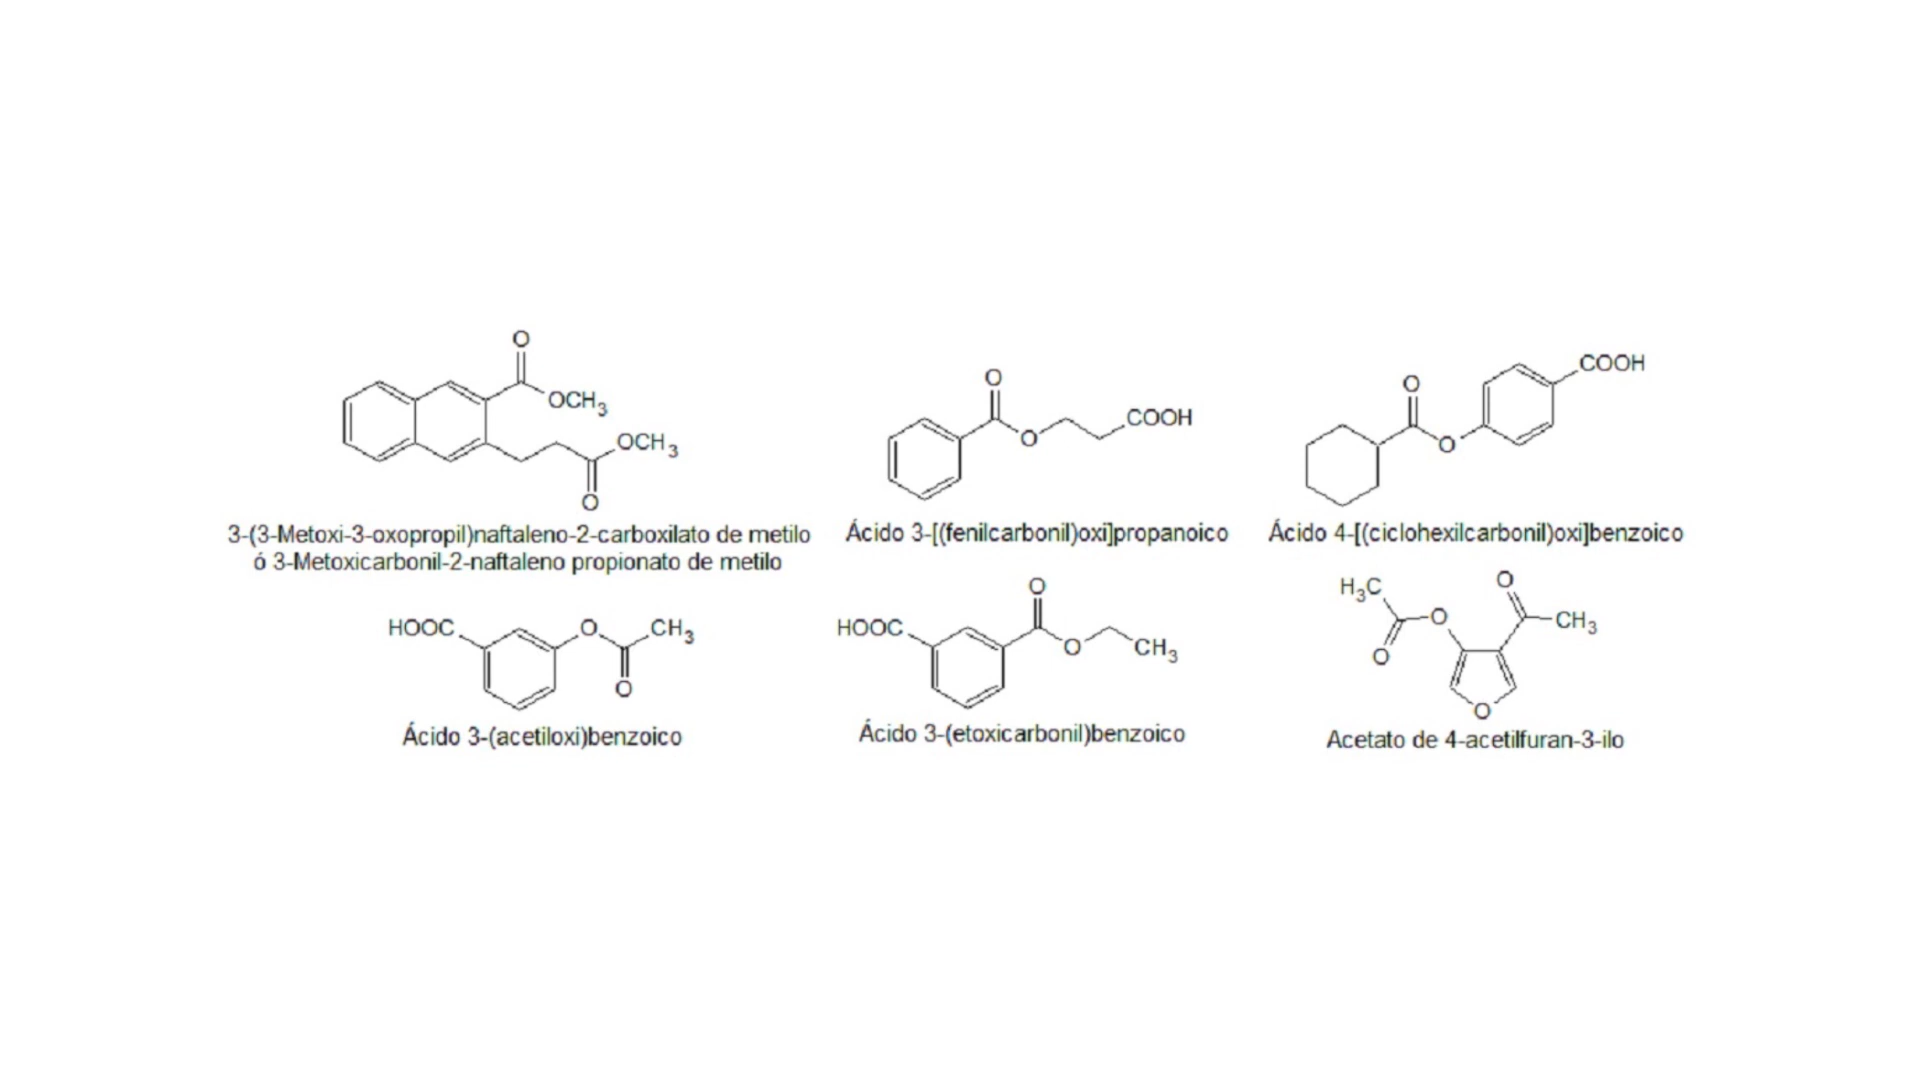 O
OCH3
OCH3
O
3-(3-Metoxi-3-oxopropil)naftaleno-2-carboxilato de metilo
ó 3-Metoxicarbonil-2-naftaleno propionato de metilo
O
O
COOH
Ácido 3-[(fenilcarbonil)oxi]propanoico
O
O
COOH
Ácido 4-[(ciclohexilcarbonil)oxi]benzoico
HOOC
O
CH3
O
Ácido 3-(acetiloxi)benzoico
HOOC
O
O
CH3
Ácido 3-(etoxicarbonil)benzoico
H3C
O
O
O
CH3
O
Acetato de 4-acetilfuran-3-ilo